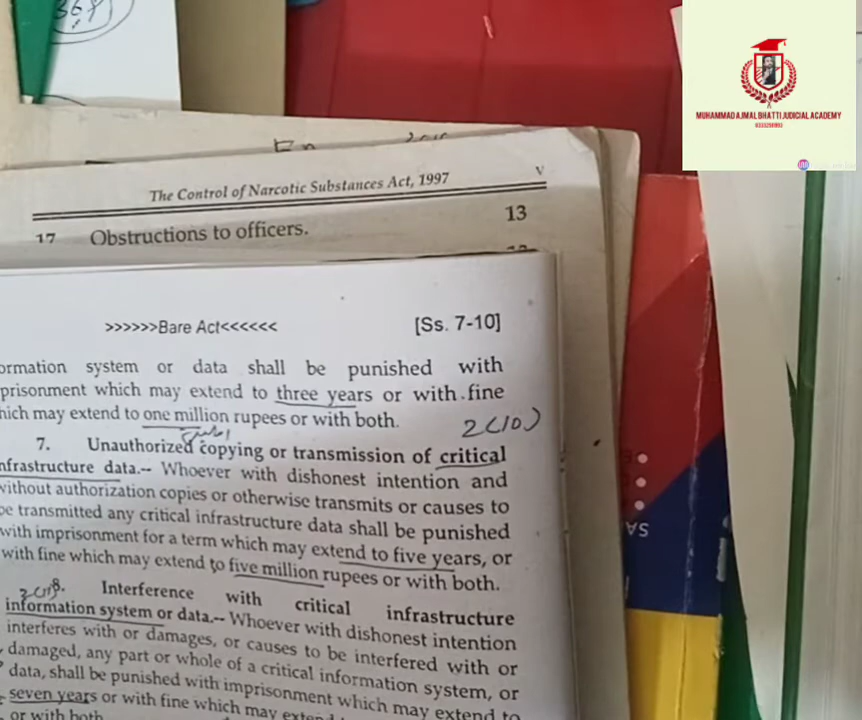 368
MUHAMMAD AJMAL BHATTI JUDICIAL ACADEMY
The Control of Narcotic Substances Act, 1997 V
17 Obstructions to officers. 13
>>>>>>Bare Act<<<<<< [Ss. 7-10]
ormation system or data shall be punished with
prisonment which may extend to three years or with fine
hich may extend to one million rupees or with both.
2(10)
7. Unauthorized copying or transmission of critical
nfrastructure data.-- Whoever with dishonest intention and
without authorization copies or otherwise transmits or causes to
be transmitted any critical infrastructure data shall be punished
with imprisonment for a term which may extend to five years, or
with fine which may extend to five million rupees or with both.
8. Interference with critical infrastructure
information system or data.-- Whoever with dishonest intention
interferes with or damages, or causes to be interfered with or
damaged, any part or whole of a critical information system, or
data, shall be punished with imprisonment which may extend to
seven years or with fine which may extend
or with both
SA